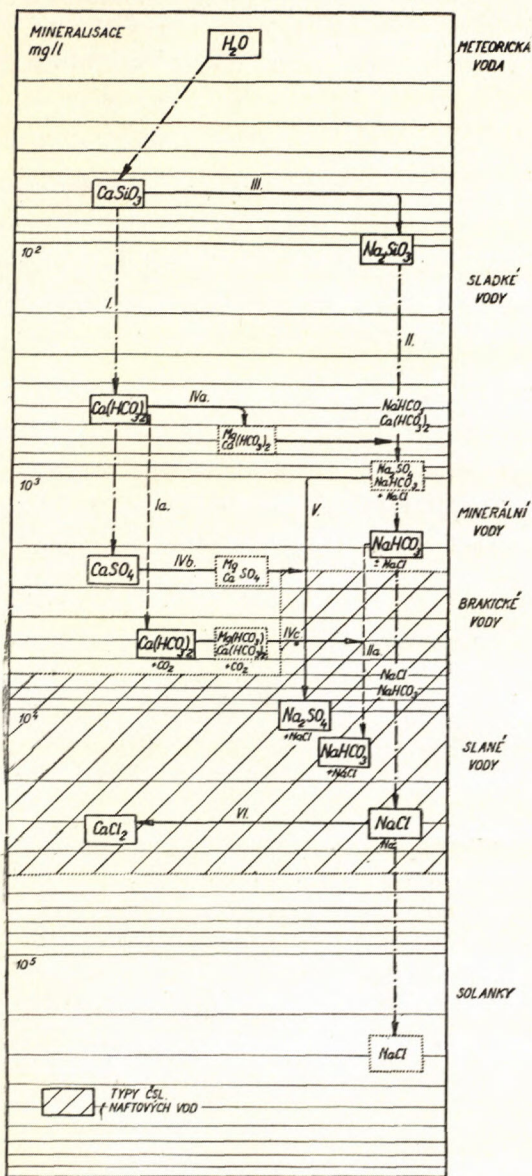 MINERALISACE
mg/l
H₂O
METEORICKÁ
VODA
CaSiO₃
III.
Na₂SiO₃
10²
SLADKÉ
VODY
I.
II.
Ca(HCO₃)₂
IVa.
NaHCO₃
Ca(HCO₃)₂
Mg
Ca(HCO₃)₂
Na₂SO₄
NaHCO₃
+ NaCl
10³
Ia.
V.
MINERÁLNÍ
VODY
NaHCO₃
± NaCl
CaSO₄
IVb.
Mg
Ca SO₄
BRAKICKÉ
VODY
Ca(HCO₃)₂
+CO₂
Mg(HCO₃)
Ca(HCO₃)₂
+CO₂
IVc.
IIa.
NaCl
NaHCO₃
10⁴
Na₂SO₄
+NaCl
NaHCO₃
+NaCl
SLANÉ
VODY
CaCl₂
VI.
NaCl
10⁵
SOLANKY
NaCl
TYPY ČSL.
NAFTOVÝCH VOD